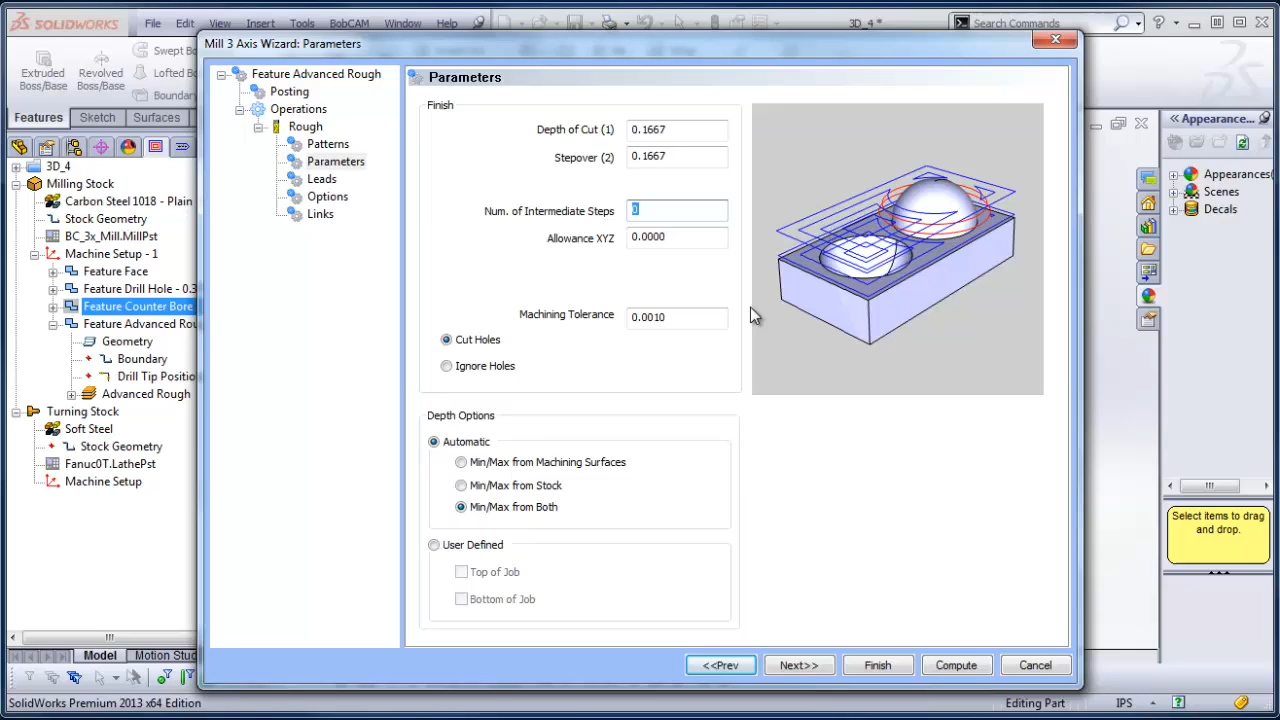 SOLIDWORKS
File
Edit
View
Insert
Tools
BobCAM
Window
Help
3D_4 *
Search Commands
Mill 3 Axis Wizard: Parameters
Extruded
Boss/Base
Revolved
Boss/Base
Swept Bo
Lofted Bo
Boundar
Features
Sketch
Surfaces
3D_4
Milling Stock
Carbon Steel 1018 - Plain
Stock Geometry
BC_3x_Mill.MillPst
Machine Setup - 1
Feature Face
Feature Drill Hole - 0.3
Feature Counter Bore
Feature Advanced Rou
Geometry
Boundary
Drill Tip Positio
Advanced Rough
Turning Stock
Soft Steel
Stock Geometry
Fanuc0T.LathePst
Machine Setup
Feature Advanced Rough
Posting
Operations
Rough
Patterns
Parameters
Leads
Options
Links
Parameters
Finish
Depth of Cut (1)
0.1667
Stepover (2)
0.1667
Num. of Intermediate Steps
0
Allowance XYZ
0.0000
Machining Tolerance
0.0010
Cut Holes
Ignore Holes
Depth Options
Automatic
Min/Max from Machining Surfaces
Min/Max from Stock
Min/Max from Both
User Defined
Top of Job
Bottom of Job
<<Prev
Next>>
Finish
Compute
Cancel
Appearance...
Appearances(
Scenes
Decals
Select items to drag
and drop.
Model
Motion Stu
SolidWorks Premium 2013 x64 Edition
Editing Part
IPS